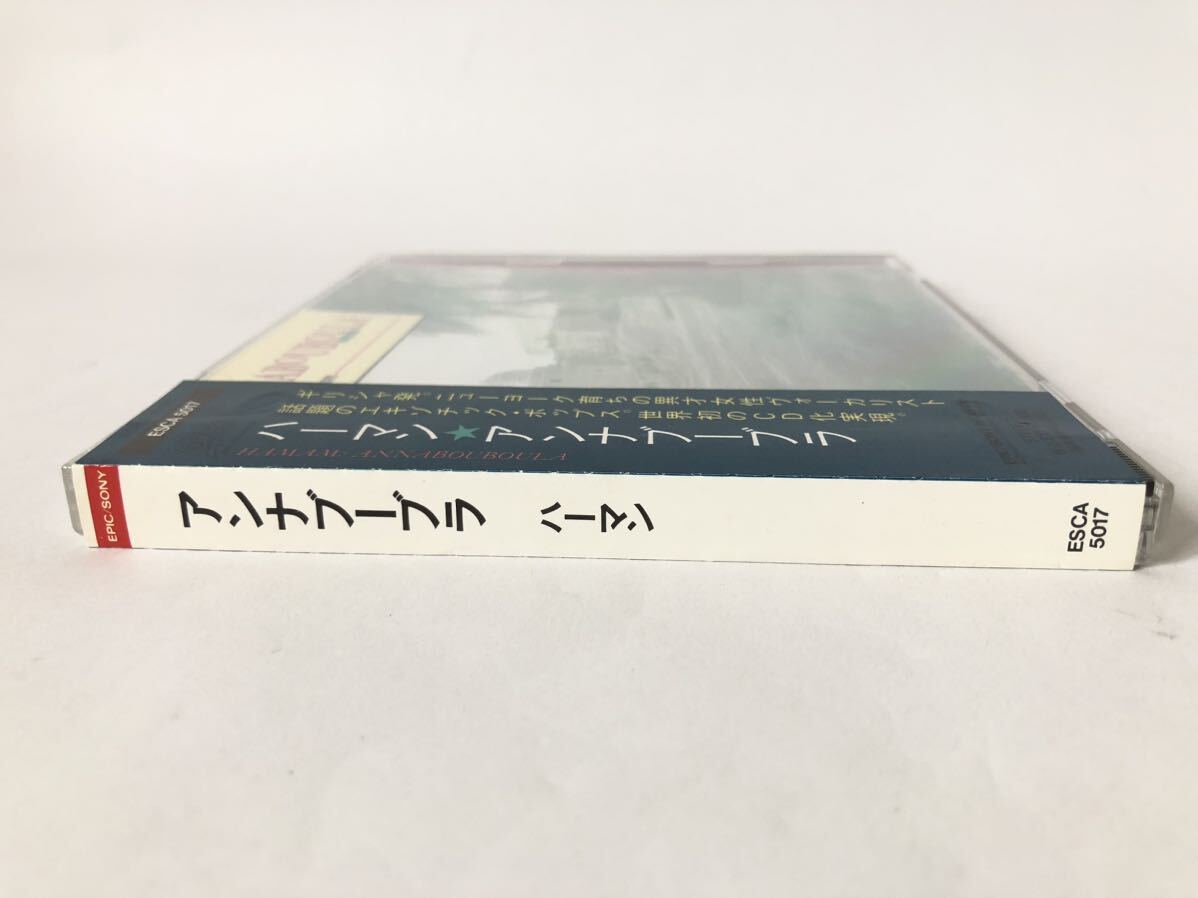 ABOUBOULA
ESCA 5017
ギリシャ発。ニューヨーク育ちの異才女性ヴォーカリスト
話題のエキゾチック・ポップス。世界初のCD化実現。
ハーマン★アンナブーブラ
HAMAM ANNABOUBOULA
EPIC/SONY
アンナブーブラ ハーマン
ESCA
5017